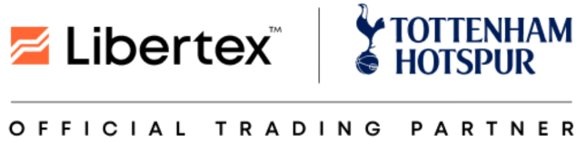 Libertex™
TOTTENHAM
HOTSPUR
OFFICIAL TRADING PARTNER